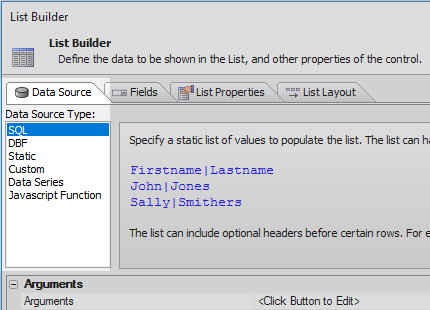 List Builder
List Builder
Define the data to be shown in the List, and other properties of the control.
Data Source Fields List Properties List Layout
Data Source Type:
SQL
DBF
Static
Custom
Data Series
Javascript Function
Specify a static list of values to populate the list. The list can ha
Firstname|Lastname
John|Jones
Sally|Smithers
The list can include optional headers before certain rows. For e
Arguments
Arguments <Click Button to Edit>